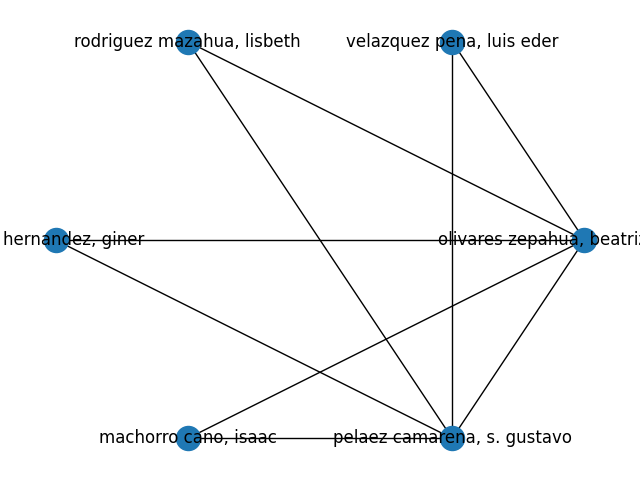 rodriguez mazahua, lisbeth
velazquez pena, luis eder
hernandez, giner
olivares zepahua, beatriz
machorro cano, isaac
pelaez camarena, s. gustavo